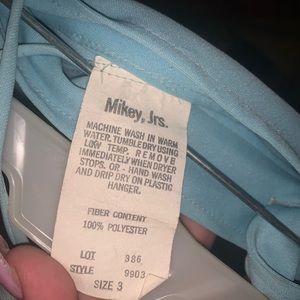 Mikey, Jrs.
MACHINE WASH IN WARM
WATER. TUMBLE DRY USING
LOW TEMP. REMOVE
IMMEDIATELY WHEN DRYER
STOPS. OR - HAND WASH
AND DRIP DRY ON PLASTIC
HANGER.
FIBER CONTENT
100% POLYESTER
LOT 386
STYLE 9903
SIZE 3